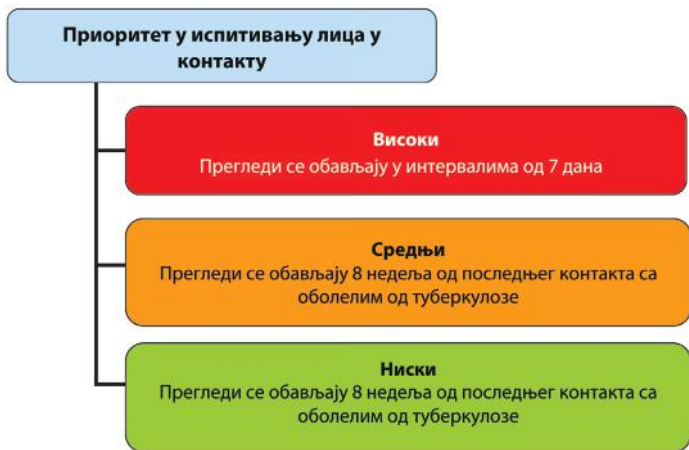 Приоритет у испитивању лица у
контакту
Високи
Прегледи се обављају у интервалима од 7 дана
Средњи
Прегледи се обављају 8 недеља од последњег контакта са
оболелим од туберкулозе
Ниски
Прегледи се обављају 8 недеља од последњег контакта са
оболелим од туберкулозе